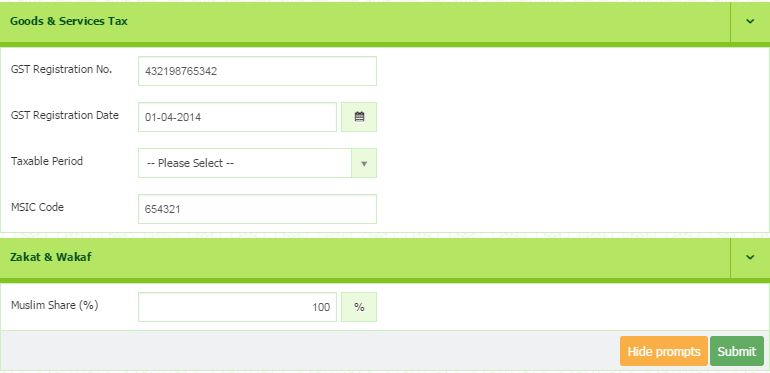 Goods & Services Tax
GST Registration No. 432198765342
GST Registration Date 01-04-2014
Taxable Period -- Please Select --
MSIC Code 654321
Zakat & Wakaf
Muslim Share (%) 100 %
Hide prompts Submit